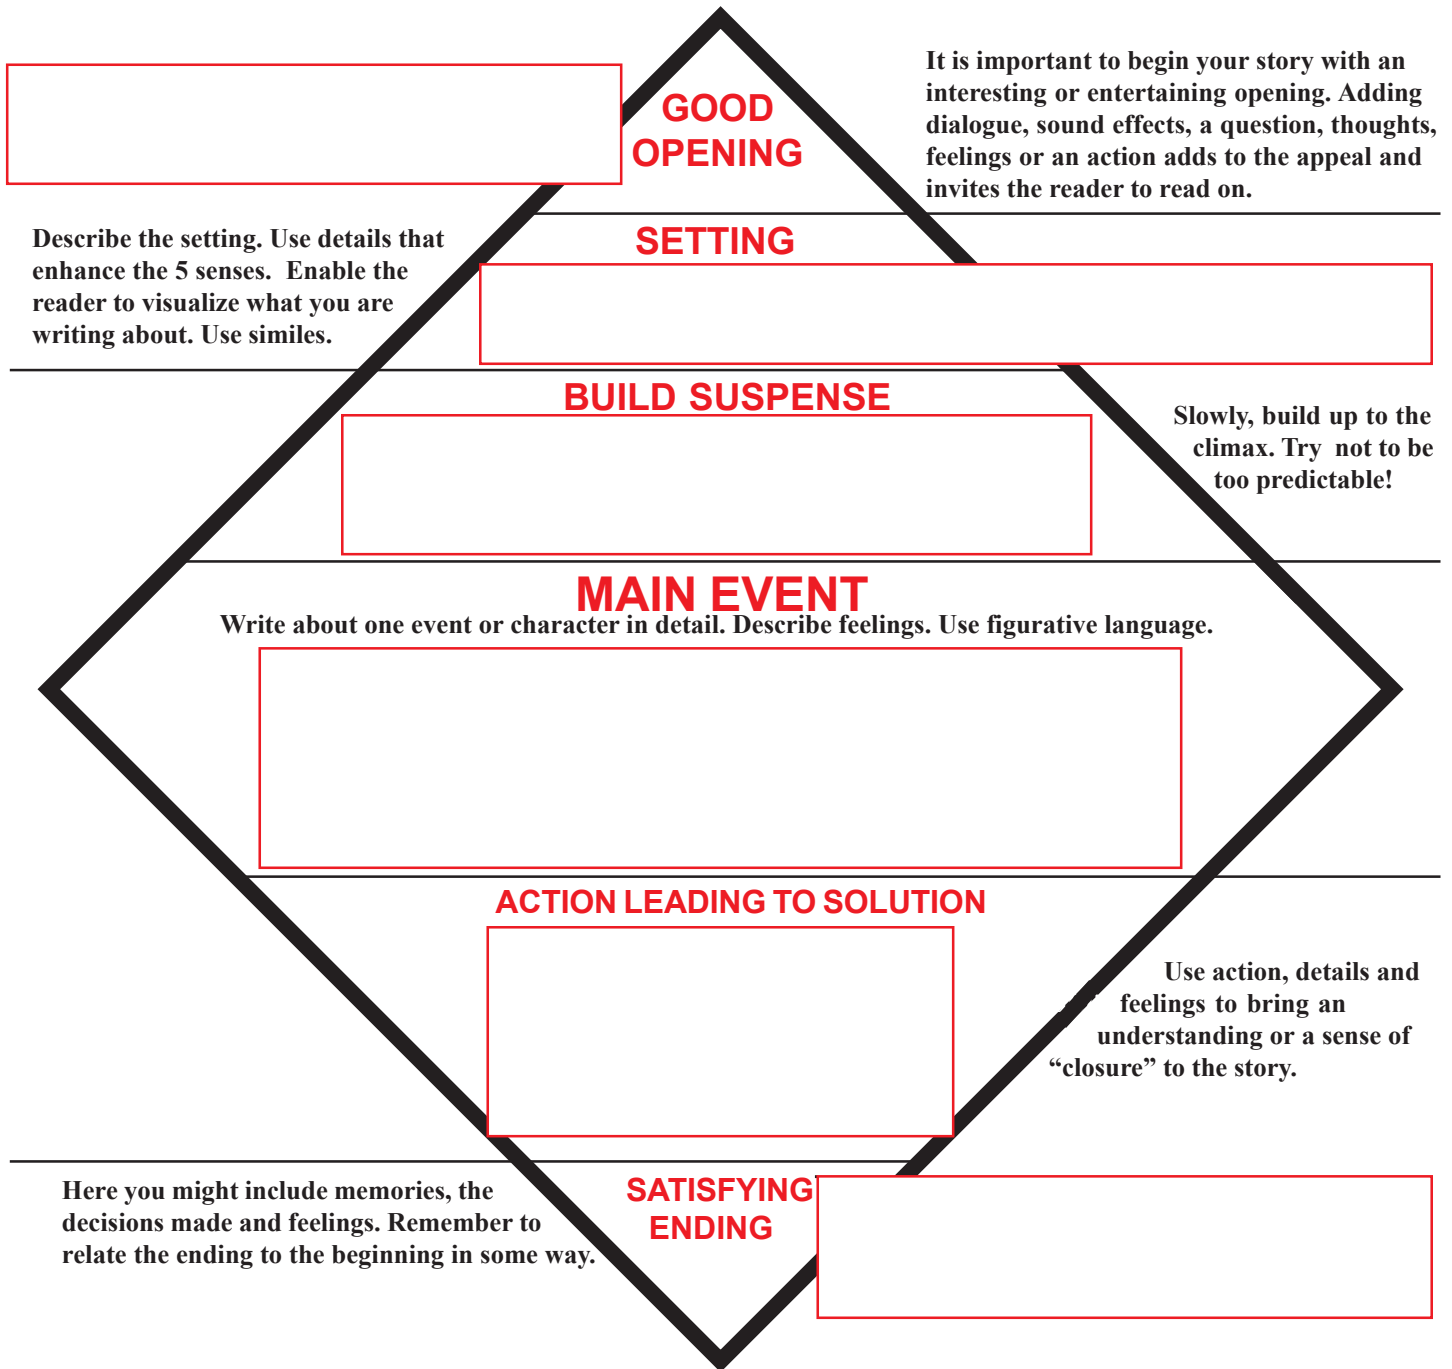 GOOD
OPENING
It is important to begin your story with an
interesting or entertaining opening. Adding
dialogue, sound effects, a question, thoughts,
feelings or an action adds to the appeal and
invites the reader to read on.
SETTING
Describe the setting. Use details that
enhance the 5 senses. Enable the
reader to visualize what you are
writing about. Use similes.
BUILD SUSPENSE
Slowly, build up to the
climax. Try not to be
too predictable!
MAIN EVENT
Write about one event or character in detail. Describe feelings. Use figurative language.
ACTION LEADING TO SOLUTION
Use action, details and
feelings to bring an
understanding or a sense of
“closure” to the story.
SATISFYING
ENDING
Here you might include memories, the
decisions made and feelings. Remember to
relate the ending to the beginning in some way.